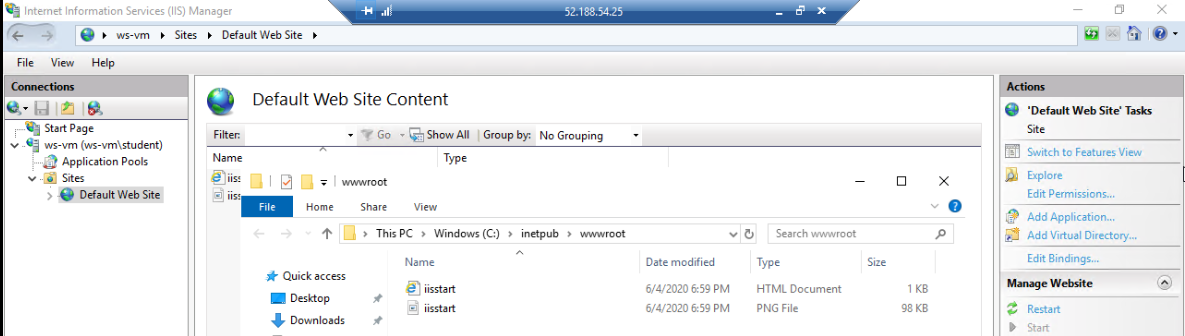 Internet Information Services (IIS) Manager
52.188.54.25
ws-vm Sites Default Web Site
File View Help
Connections
Start Page
ws-vm (ws-vm\student)
Application Pools
Sites
Default Web Site
Default Web Site Content
Filter: Go Show All Group by: No Grouping
Name Type
iiss
iiss
wwwroot
File Home Share View
This PC Windows (C:) inetpub wwwroot
Search wwwroot
Quick access
Desktop
Downloads
Name Date modified Type Size
iisstart 6/4/2020 6:59 PM HTML Document 1 KB
iisstart 6/4/2020 6:59 PM PNG File 98 KB
Actions
'Default Web Site' Tasks
Site
Switch to Features View
Explore
Edit Permissions...
Add Application...
Add Virtual Directory...
Edit Bindings...
Manage Website
Restart
Start